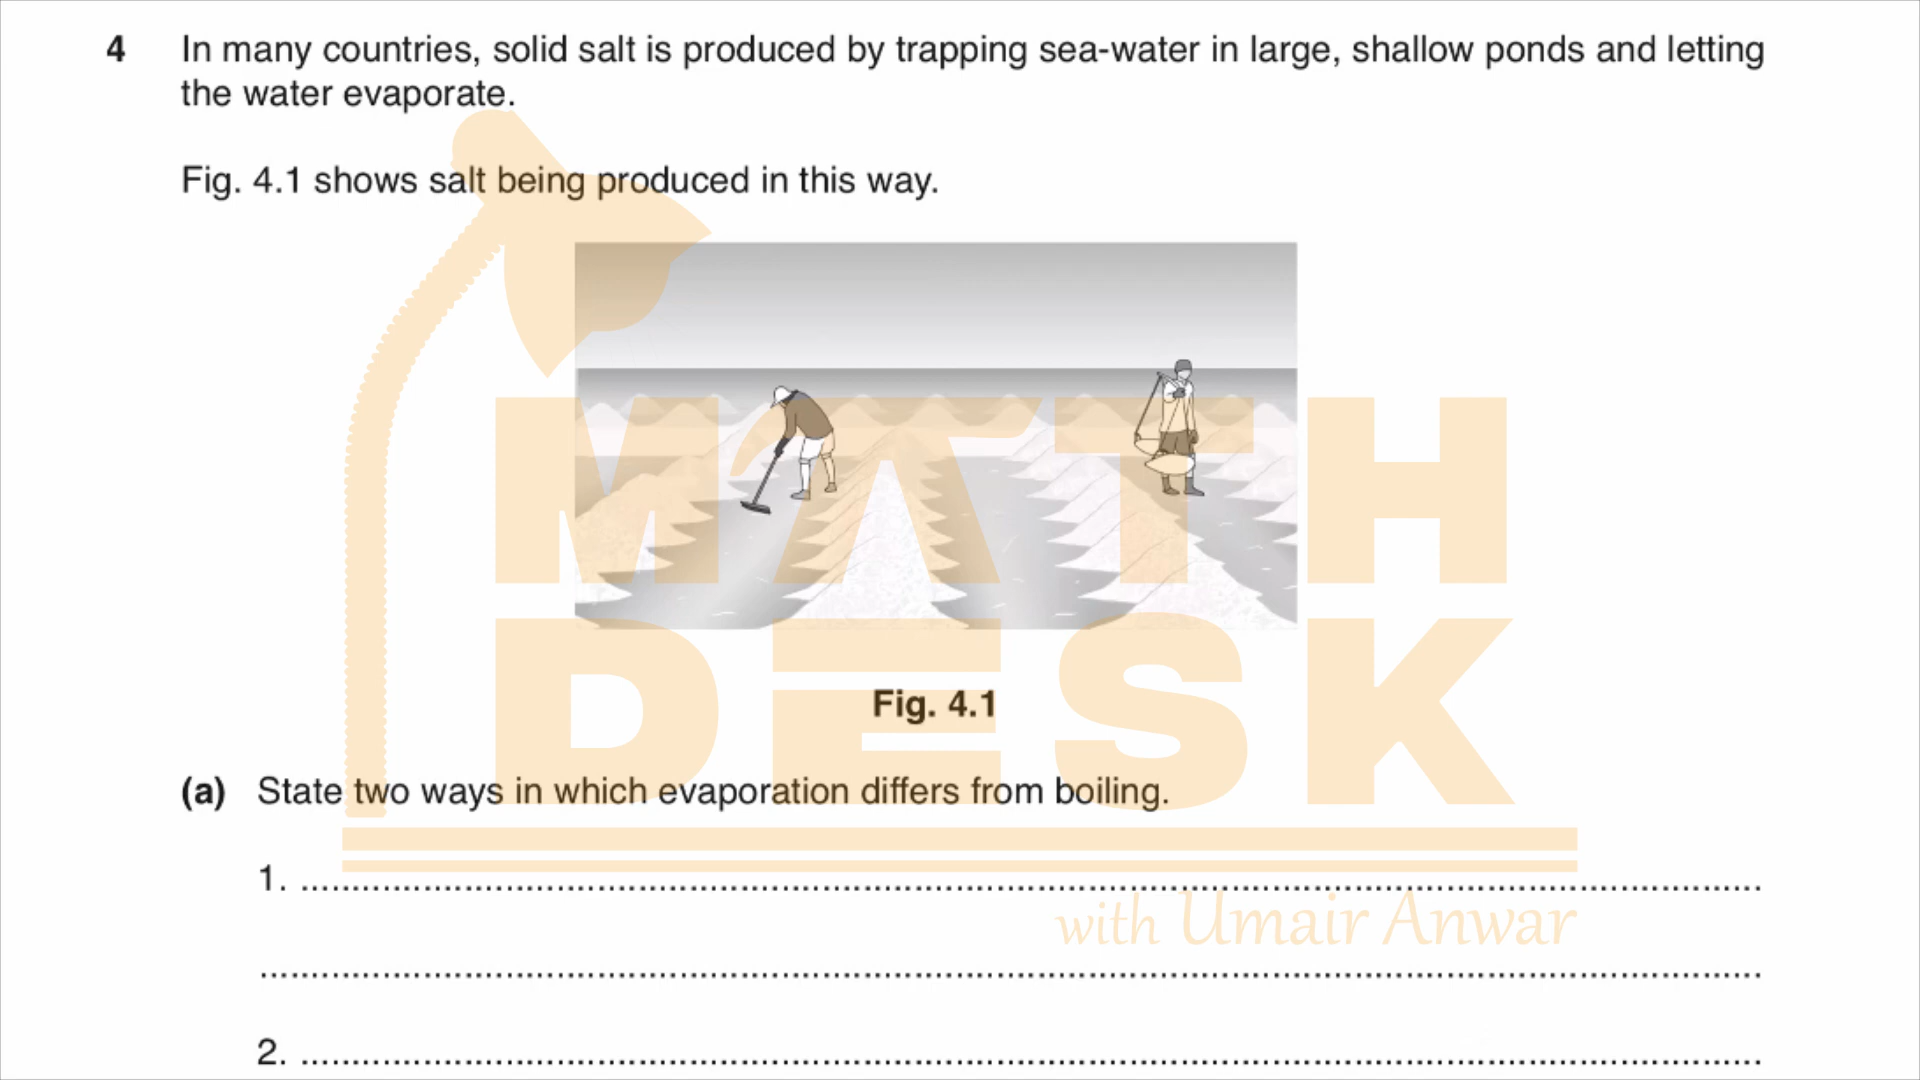 4 In many countries, solid salt is produced by trapping sea-water in large, shallow ponds and letting
the water evaporate.
Fig. 4.1 shows salt being produced in this way.
MATH
DESK
Fig. 4.1
(a) State two ways in which evaporation differs from boiling.
1. ........................................................................
with Umair Anwar
........................................................................
2. ........................................................................